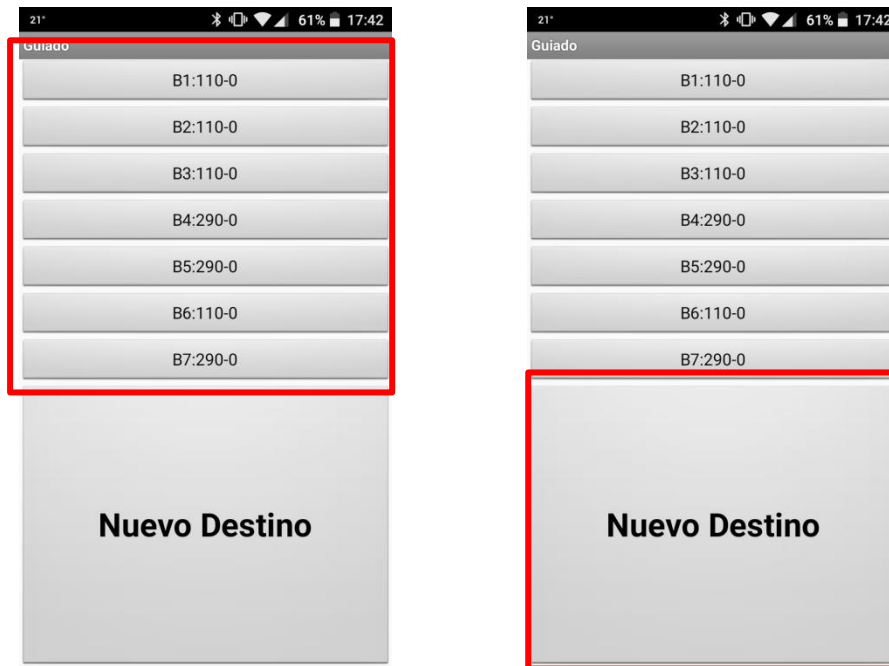 21° 61% 17:42
Guiado
B1:110-0
B2:110-0
B3:110-0
B4:290-0
B5:290-0
B6:110-0
B7:290-0
Nuevo Destino
21° 61% 17:42
Guiado
B1:110-0
B2:110-0
B3:110-0
B4:290-0
B5:290-0
B6:110-0
B7:290-0
Nuevo Destino